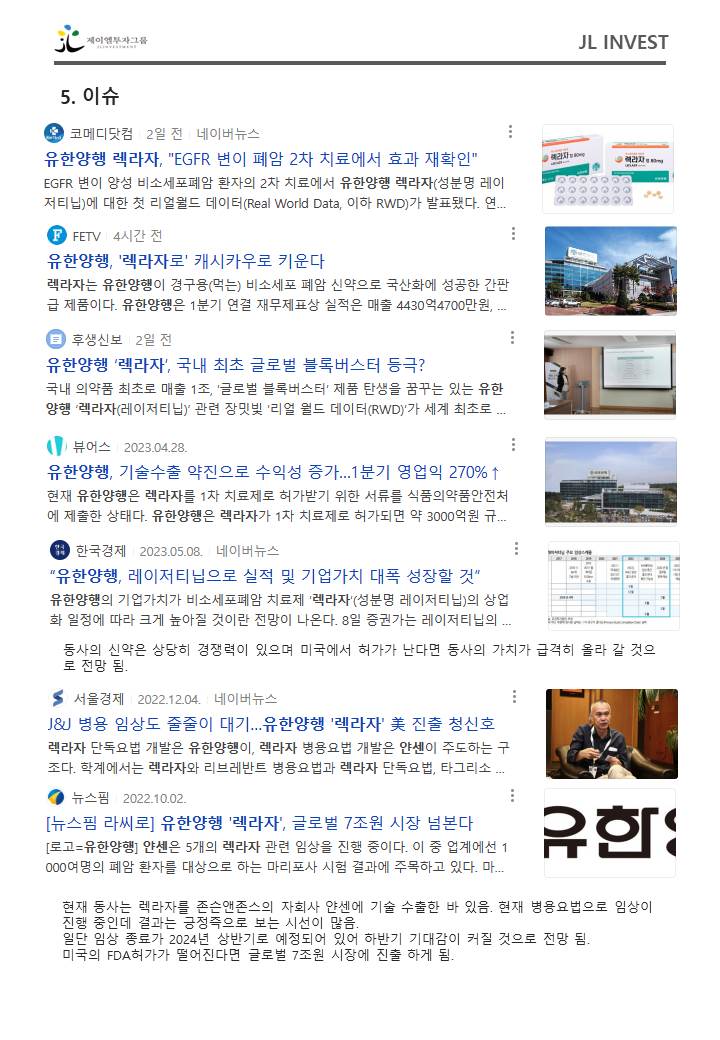 제이엘투자그룹
JL INVESTMENT
JL INVEST
5. 이슈
코메디닷컴 2일 전 네이버뉴스
유한양행 렉라자, "EGFR 변이 폐암 2차 치료에서 효과 재확인"
EGFR 변이 양성 비소세포폐암 환자의 2차 치료에서 유한양행 렉라자(성분명 레이
저티닙)에 대한 첫 리얼월드 데이터(Real World Data, 이하 RWD)가 발표됐다. 연...
렉라자정 80mg
렉라자정 80mg
FETV 4시간 전
유한양행, '렉라자로' 캐시카우로 키운다
렉라자는 유한양행이 경구용(먹는) 비소세포 폐암 신약으로 국산화에 성공한 간판
급 제품이다. 유한양행은 1분기 연결 재무제표상 실적은 매출 4430억4700만원, ...
후생신보 2일 전
유한양행 ‘렉라자’, 국내 최초 글로벌 블록버스터 등극?
국내 의약품 최초로 매출 1조, ‘글로벌 블록버스터’ 제품 탄생을 꿈꾸는 있는 유한
양행 ‘렉라자(레이저티닙)’ 관련 장밋빛 ‘리얼 월드 데이터(RWD)’가 세계 최초로 ...
뷰어스 2023.04.28.
유한양행, 기술수출 약진으로 수익성 증가...1분기 영업익 270%↑
현재 유한양행은 렉라자를 1차 치료제로 허가받기 위한 서류를 식품의약품안전처
에 제출한 상태다. 유한양행은 렉라자가 1차 치료제로 허가되면 약 3000억원 규...
한국경제 2023.05.08. 네이버뉴스
“유한양행, 레이저티닙으로 실적 및 기업가치 대폭 성장할 것”
유한양행의 기업가치가 비소세포폐암 치료제 ‘렉라자’(성분명 레이저티닙)의 상업
화 일정에 따라 크게 높아질 것이란 전망이 나온다. 8일 증권가는 레이저티닙의 ...
동사의 신약은 상당히 경쟁력이 있으며 미국에서 허가가 난다면 동사의 가치가 급격히 올라 갈 것으
로 전망 됨.
서울경제 2022.12.04. 네이버뉴스
J&J 병용 임상도 줄줄이 대기...유한양행 '렉라자' 美 진출 청신호
렉라자 단독요법 개발은 유한양행이, 렉라자 병용요법 개발은 얀센이 주도하는 구
조다. 학계에서는 렉라자와 리브레반트 병용요법과 렉라자 단독요법, 타그리소 ...
뉴스핌 2022.10.02.
[뉴스핌 라씨로] 유한양행 '렉라자', 글로벌 7조원 시장 넘본다
[로고=유한양행] 얀센은 5개의 렉라자 관련 임상을 진행 중이다. 이 중 업계에선 1
000여명의 폐암 환자를 대상으로 하는 마리포사 시험 결과에 주목하고 있다. 마...
유한양
현재 동사는 렉라자를 존슨앤존스의 자회사 얀센에 기술 수출한 바 있음. 현재 병용요법으로 임상이
진행 중인데 결과는 긍정즉으로 보는 시선이 많음.
일단 임상 종료가 2024년 상반기로 예정되어 있어 하반기 기대감이 커질 것으로 전망 됨.
미국의 FDA허가가 떨어진다면 글로벌 7조원 시장에 진출 하게 됨.